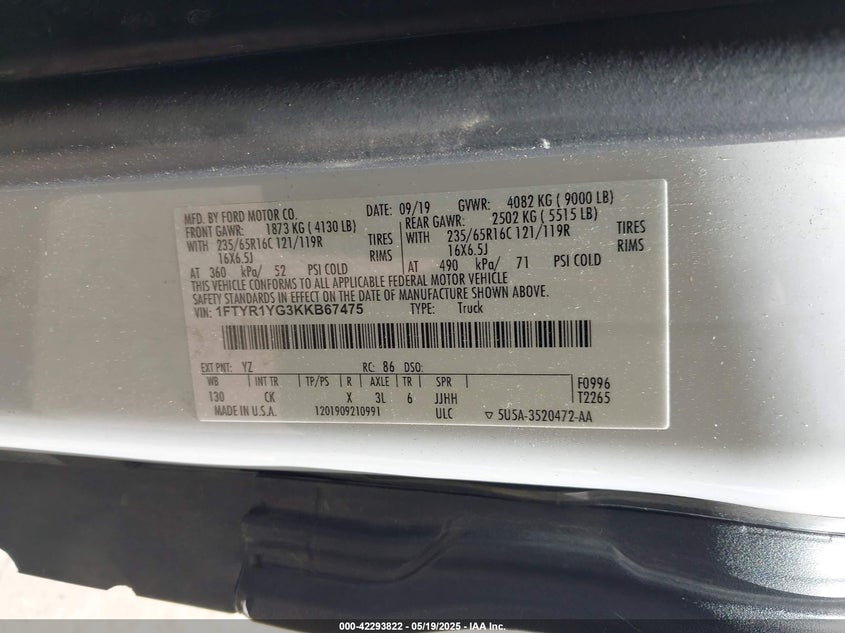 MFD. BY FORD MOTOR CO. DATE: 09/19 GVWR: 4082 KG ( 9000 LB)
FRONT GAWR: 1873 KG ( 4130 LB) REAR GAWR: 2502 KG ( 5515 LB)
WITH 235/65R16C 121/119R TIRES WITH 235/65R16C 121/119R TIRES
16X6.5J RIMS 16X6.5J RIMS
AT 360 kPa/ 52 PSI COLD AT 490 kPa/ 71 PSI COLD
THIS VEHICLE CONFORMS TO ALL APPLICABLE FEDERAL MOTOR VEHICLE
SAFETY STANDARDS IN EFFECT ON THE DATE OF MANUFACTURE SHOWN ABOVE.
VIN: 1FTYR1YG3KKB67475 TYPE: Truck
EXT PNT: YZ RC: 86 DSO:
WB INT TR TP/PS R AXLE TR SPR F0996
130 CK X 3L 6 JJHH T2265
MADE IN U.S.A. 1201909210991 ULC ▽ 5U5A-3520472-AA
000-42293822 / 05/19/2025 - IAA Inc.